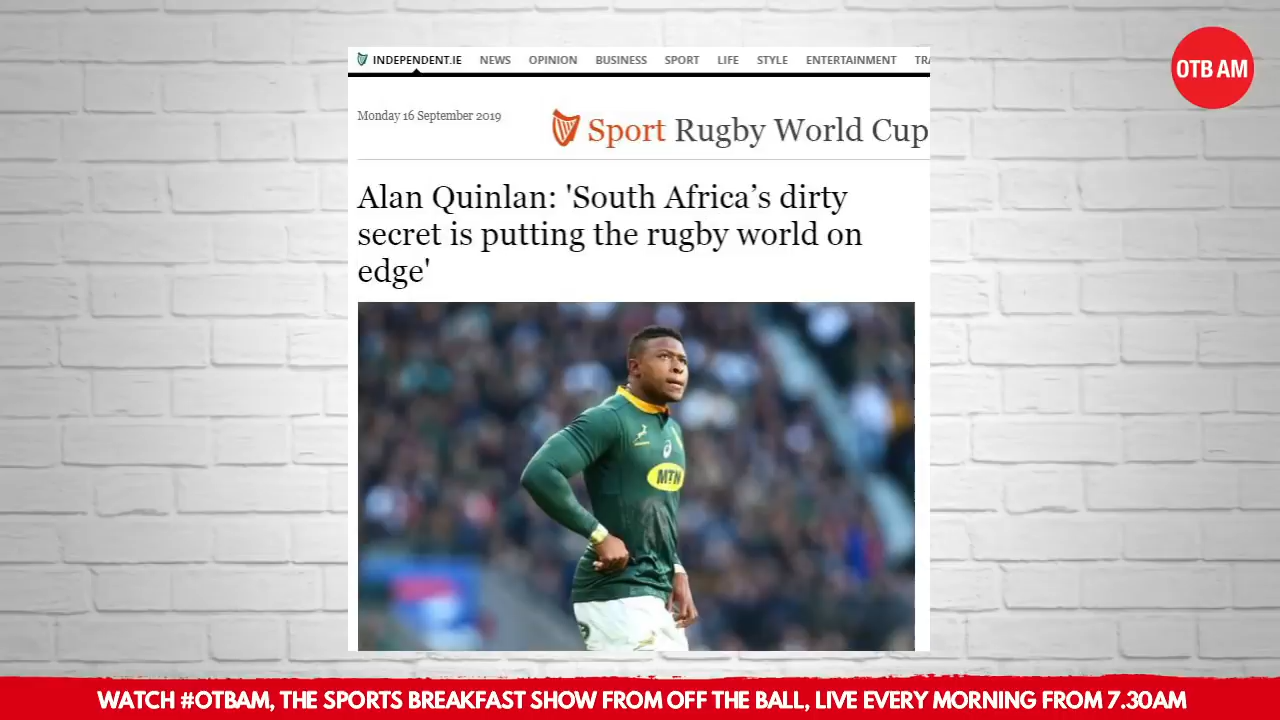 INDEPENDENT.IE NEWS OPINION BUSINESS SPORT LIFE STYLE ENTERTAINMENT
OTB AM
Monday 16 September 2019
Sport Rugby World Cup
Alan Quinlan: 'South Africa’s dirty
secret is putting the rugby world on
edge'
MTN
WATCH #OTBAM, THE SPORTS BREAKFAST SHOW FROM OFF THE BALL, LIVE EVERY MORNING FROM 7.30AM